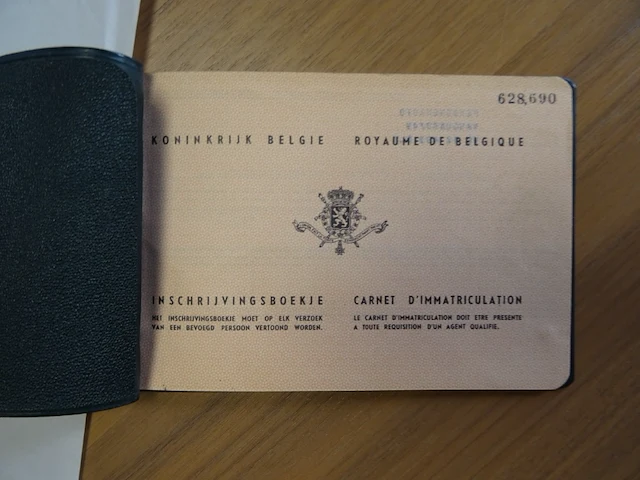 628,690
KONINKRIJK BELGIE
ROYAUME DE BELGIQUE
INSCHRIJVINGSBOEKJE
HET INSCHRIJVINGSBOEKJE MOET OP ELK VERZOEK
VAN EEN BEVOEGD PERSOON VERTOOND WORDEN.
CARNET D'IMMATRICULATION
LE CARNET D'IMMATRICULATION DOIT ETRE PRESENTE
A TOUTE REQUISITION D'UN AGENT QUALIFIE.